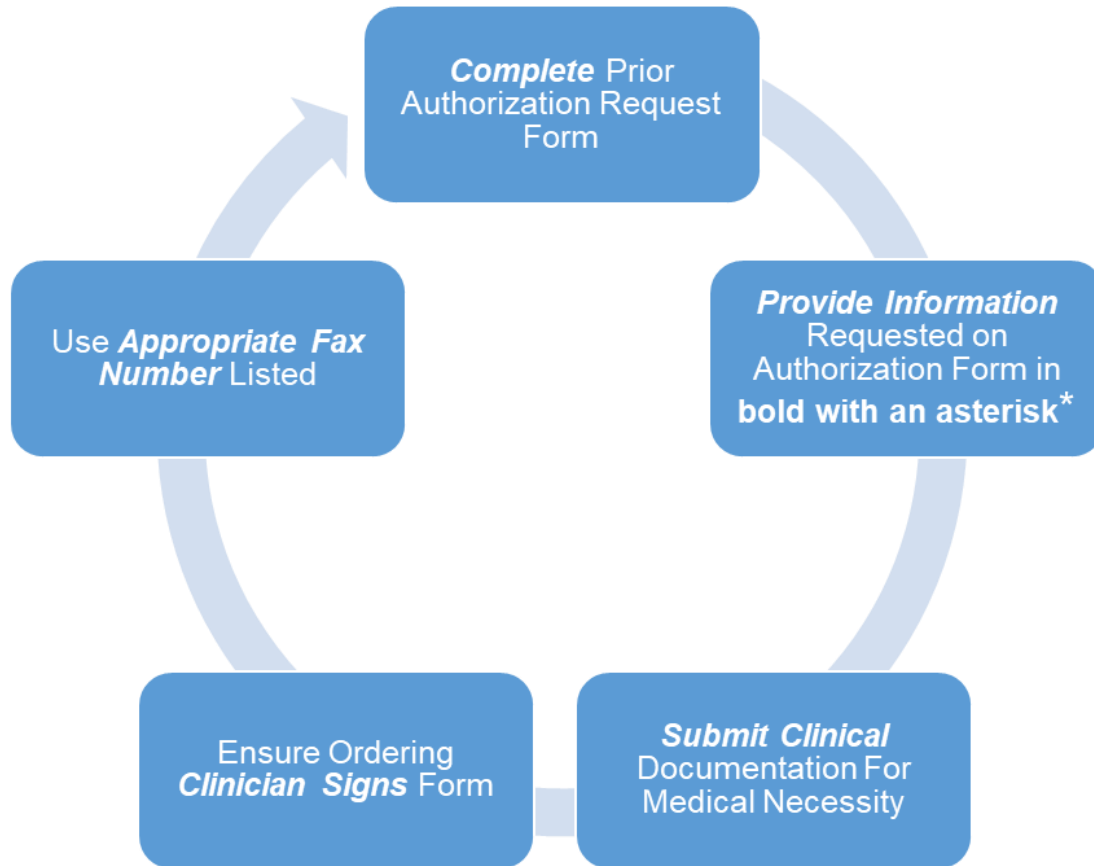 Complete Prior
Authorization Request
Form
Provide Information
Requested on
Authorization Form in
bold with an asterisk*
Submit Clinical
Documentation For
Medical Necessity
Ensure Ordering
Clinician Signs Form
Use Appropriate Fax
Number Listed